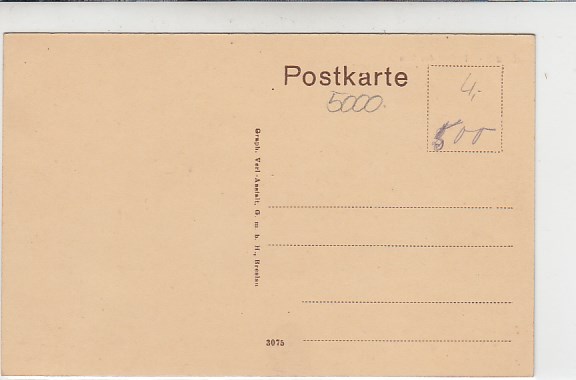 Postkarte
5000.
4,-
500
Graph. Verl.-Anstalt, G. m. b. H., Breslau
3075